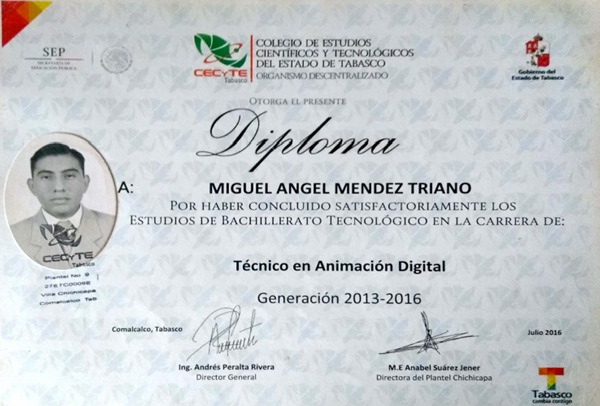 SEP
SECRETARÍA DE
EDUCACIÓN PÚBLICA
CECyTE
Tabasco
COLEGIO DE ESTUDIOS
CIENTÍFICOS Y TECNOLÓGICOS
DEL ESTADO DE TABASCO
ORGANISMO DESCENTRALIZADO
Gobierno del
Estado de Tabasco
OTORGA EL PRESENTE
Diploma
A: MIGUEL ANGEL MENDEZ TRIANO
POR HABER CONCLUIDO SATISFACTORIAMENTE LOS
ESTUDIOS DE BACHILLERATO TECNOLÓGICO EN LA CARRERA DE:
CECyTE
Tabasco
Plantel No 9
27ETC0009E
Villa Chichicapa
Comalcalco Tab
Técnico en Animación Digital
Generación 2013-2016
Comalcalco, Tabasco
Julio 2016
Ing. Andrés Peralta Rivera
Director General
M.E Anabel Suárez Jener
Directora del Plantel Chichicapa
Tabasco
cambia contigo